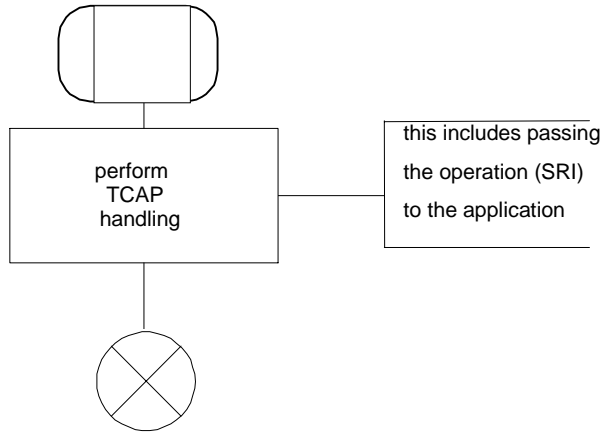 perform
TCAP
handling
this includes passing
the operation (SRI)
to the application